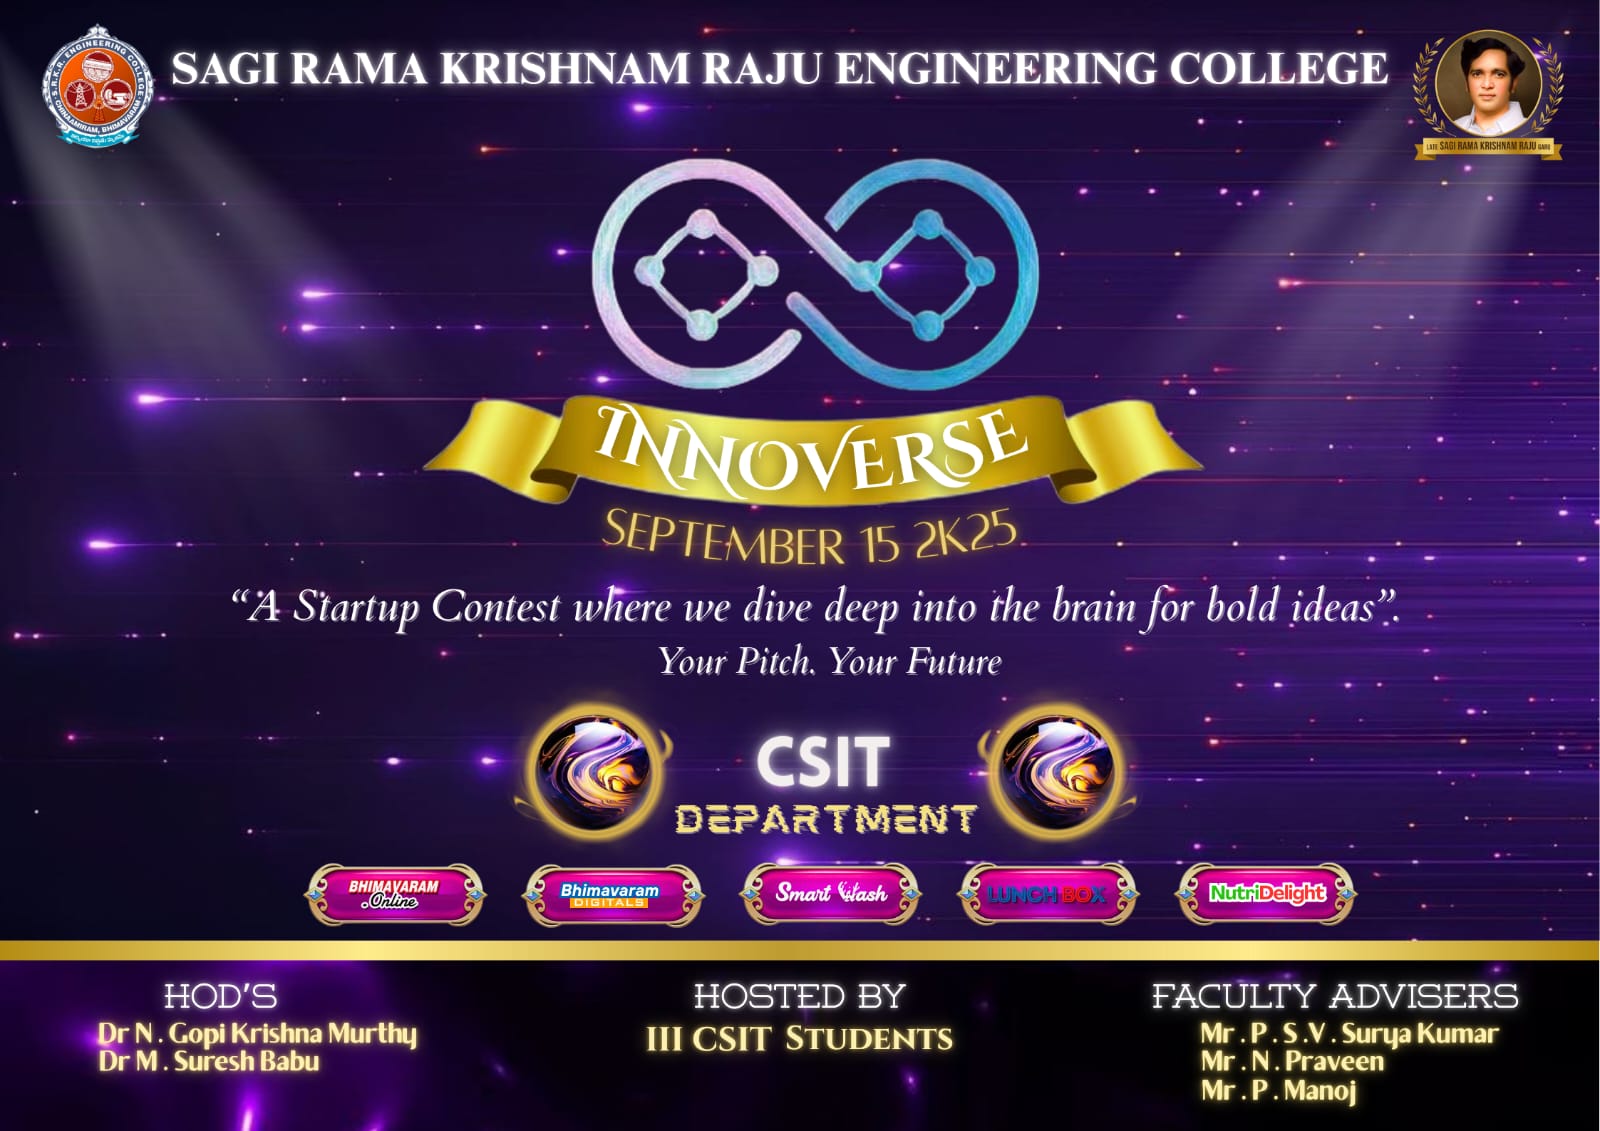 SAGI RAMA KRISHNAM RAJU ENGINEERING COLLEGE
S.R.K.R. ENGINEERING COLLEGE
CHINAAMIRAM, BHIMAVARAM
LATE SAGI RAMA KRISHNAM RAJU GARU
INNOVERSE
SEPTEMBER 15 2K25
“A Startup Contest where we dive deep into the brain for bold ideas”.
Your Pitch. Your Future
CSIT
DEPARTMENT
BHIMAVARAM
.Online
Bhimavaram
DIGITALS
Smart Wash
LUNCH BOX
NutriDelight
HOD'S
Dr N . Gopi Krishna Murthy
Dr M . Suresh Babu
HOSTED BY
III CSIT STUDENTS
FACULTY ADVISERS
Mr . P . S .V . Surya Kumar
Mr . N . Praveen
Mr . P . Manoj